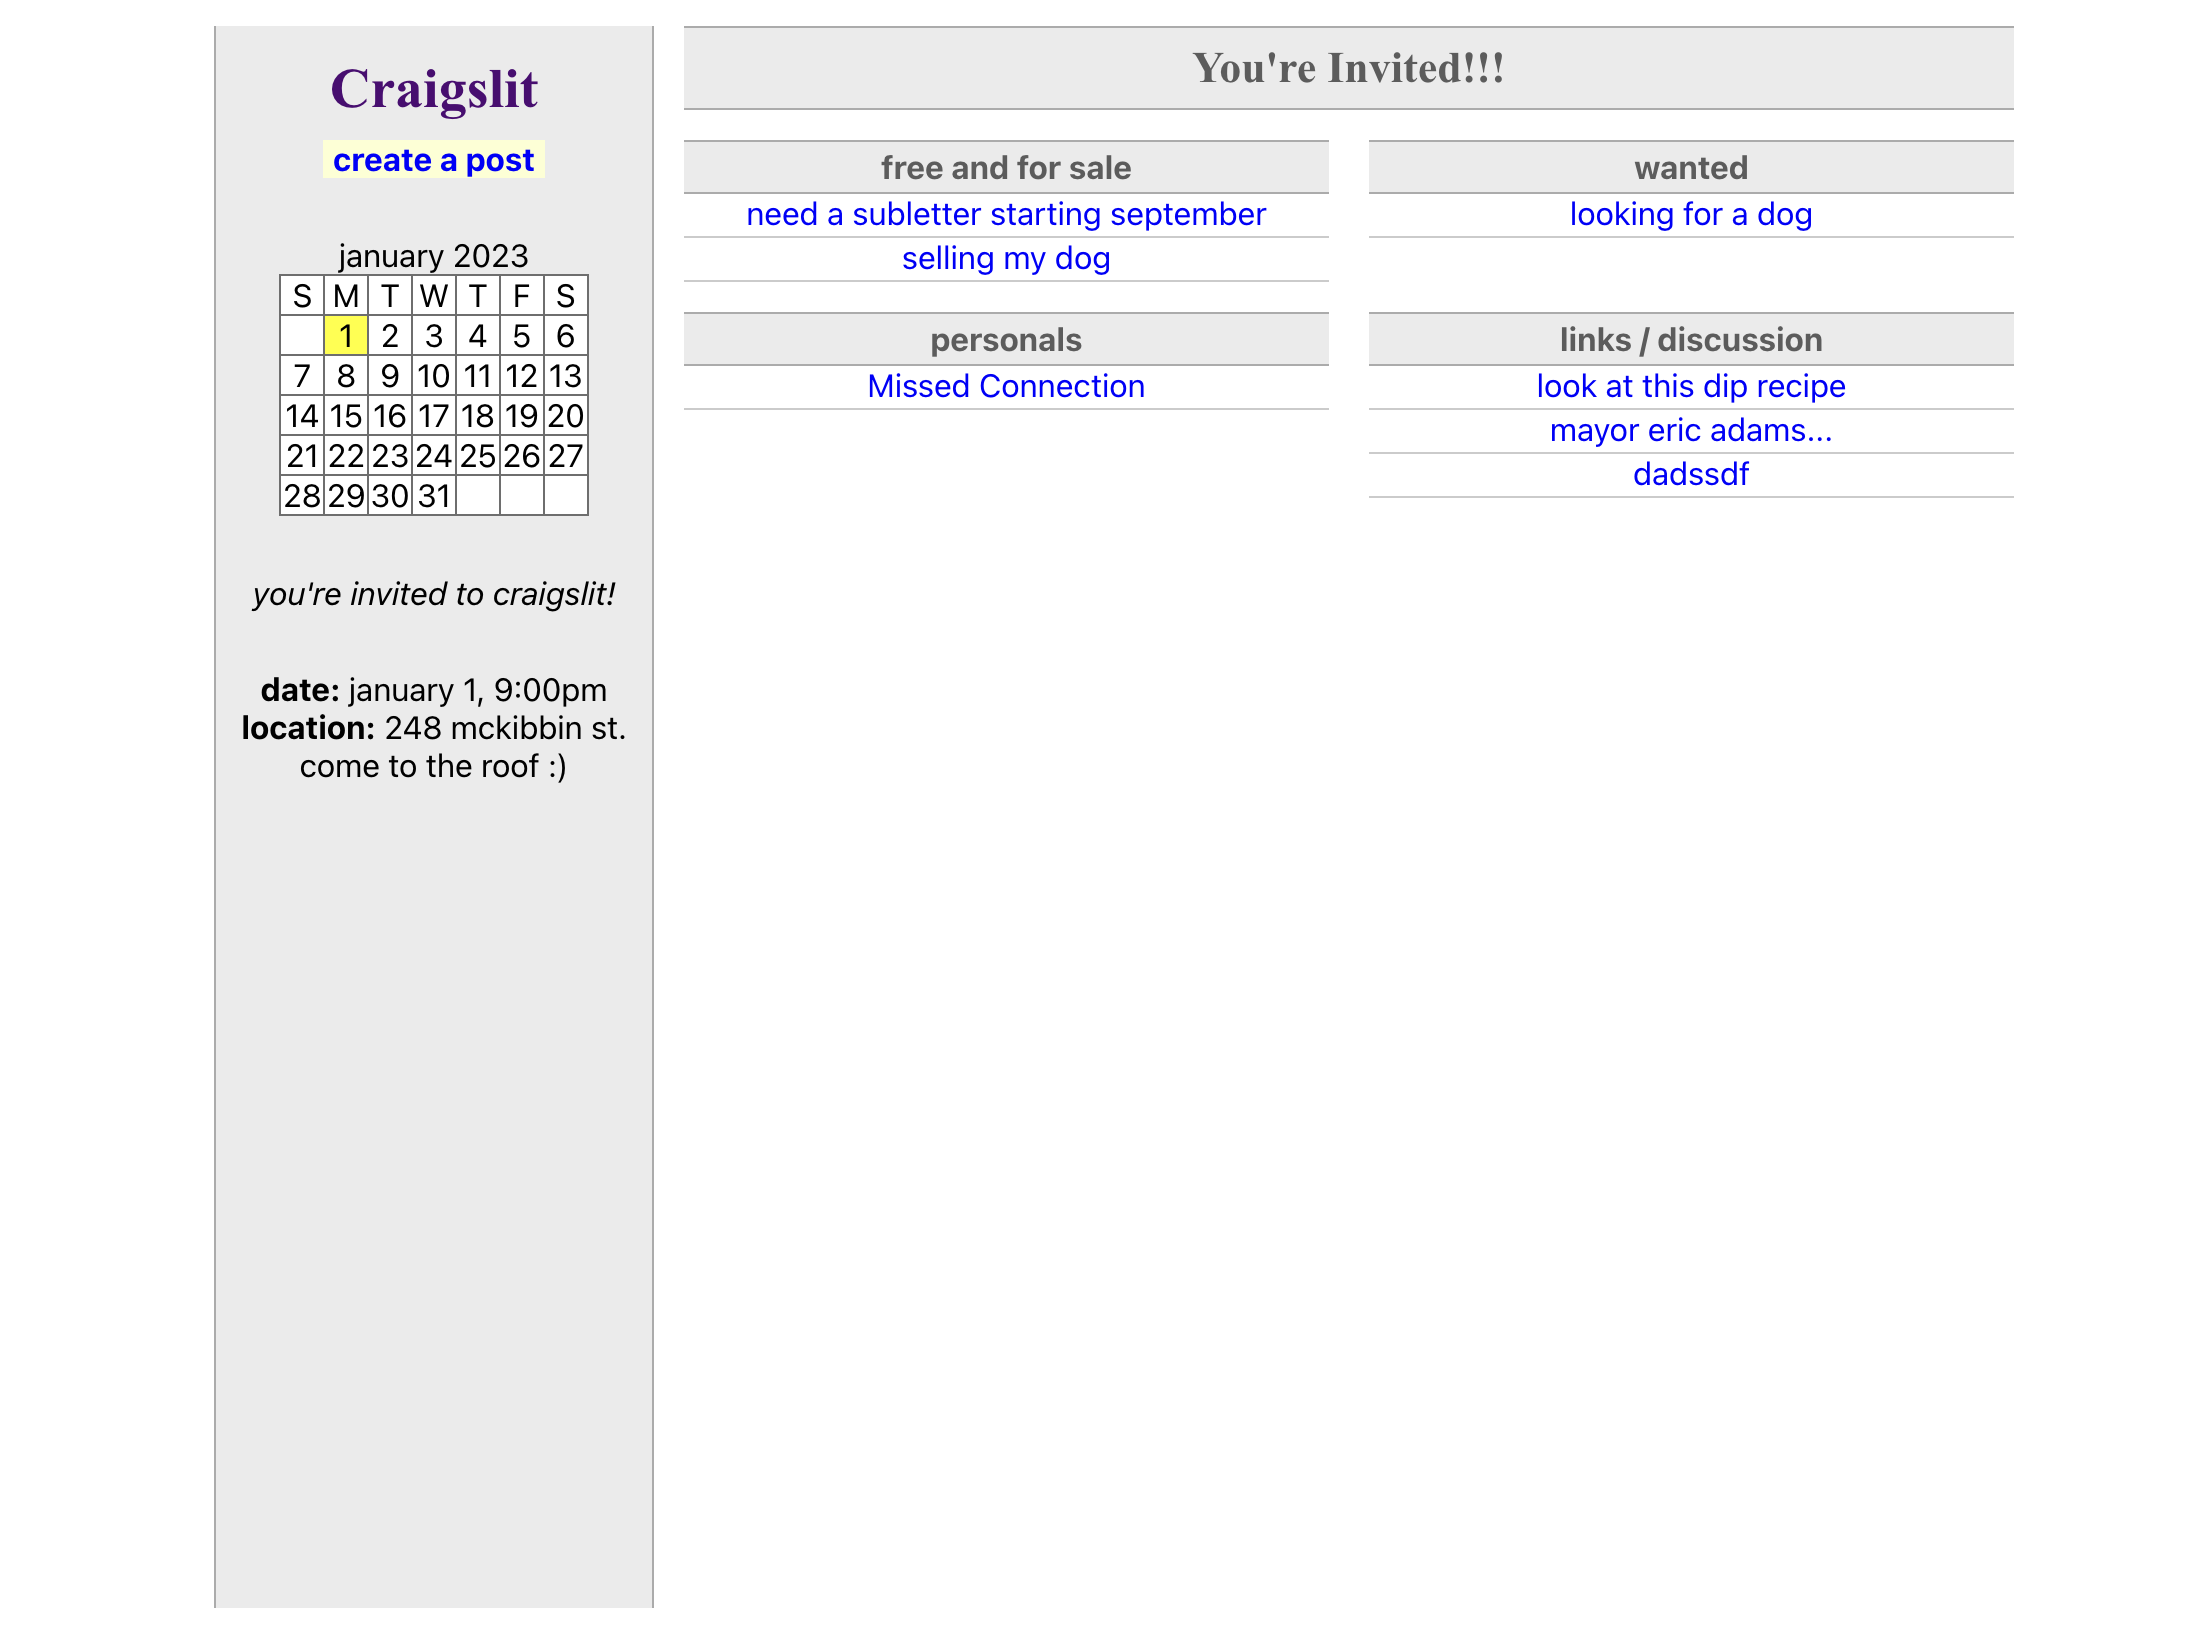 Craigslit
create a post
january 2023
S M T W T F S
1 2 3 4 5 6
7 8 9 10 11 12 13
14 15 16 17 18 19 20
21 22 23 24 25 26 27
28 29 30 31
you're invited to craigslit!
date: january 1, 9:00pm
location: 248 mckibbin st.
come to the roof :)
You're Invited!!!
free and for sale
need a subletter starting september
selling my dog
wanted
looking for a dog
personals
Missed Connection
links / discussion
look at this dip recipe
mayor eric adams...
dadssdf